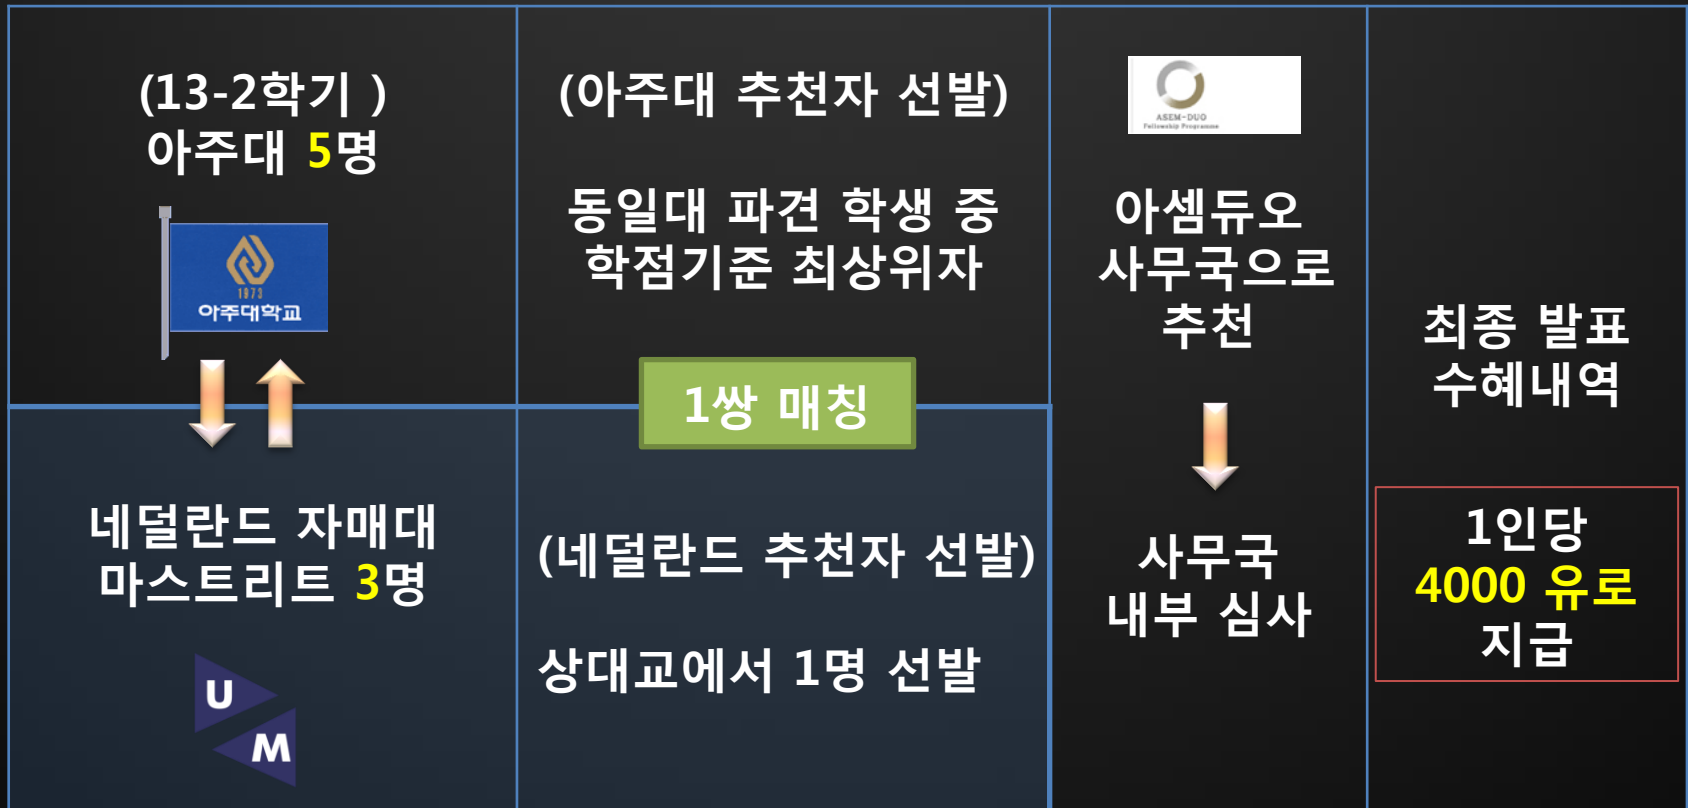 (13-2학기 )
아주대 5명
1973
아주대학교
네덜란드 자매대
마스트리트 3명
U
M
(아주대 추천자 선발)
동일대 파견 학생 중
학점기준 최상위자
1쌍 매칭
(네덜란드 추천자 선발)
상대교에서 1명 선발
ASEM-DUO
Fellowship Programme
아셈듀오
사무국으로
추천
사무국
내부 심사
최종 발표
수혜내역
1인당
4000 유로
지급